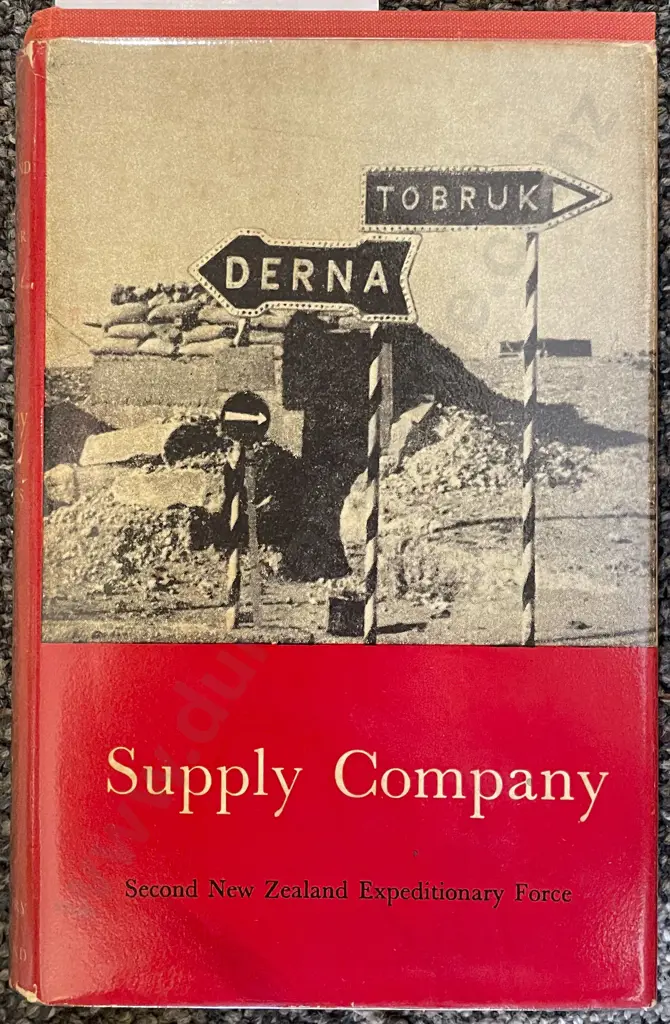 TOBRUK
DERNA
Supply Company
Second New Zealand Expeditionary Force